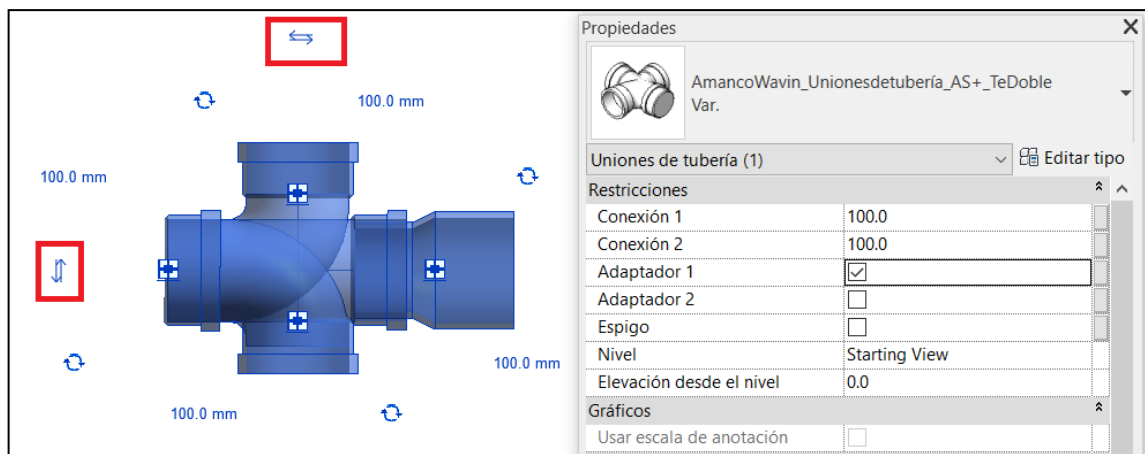 100.0 mm
100.0 mm
100.0 mm
100.0 mm
Propiedades
AmancoWavin_Unionesdetubería_AS+_TeDoble
Var.
Uniones de tubería (1)
Editar tipo
Restricciones
Conexión 1 100.0
Conexión 2 100.0
Adaptador 1
Adaptador 2
Espigo
Nivel Starting View
Elevación desde el nivel 0.0
Gráficos
Usar escala de anotación